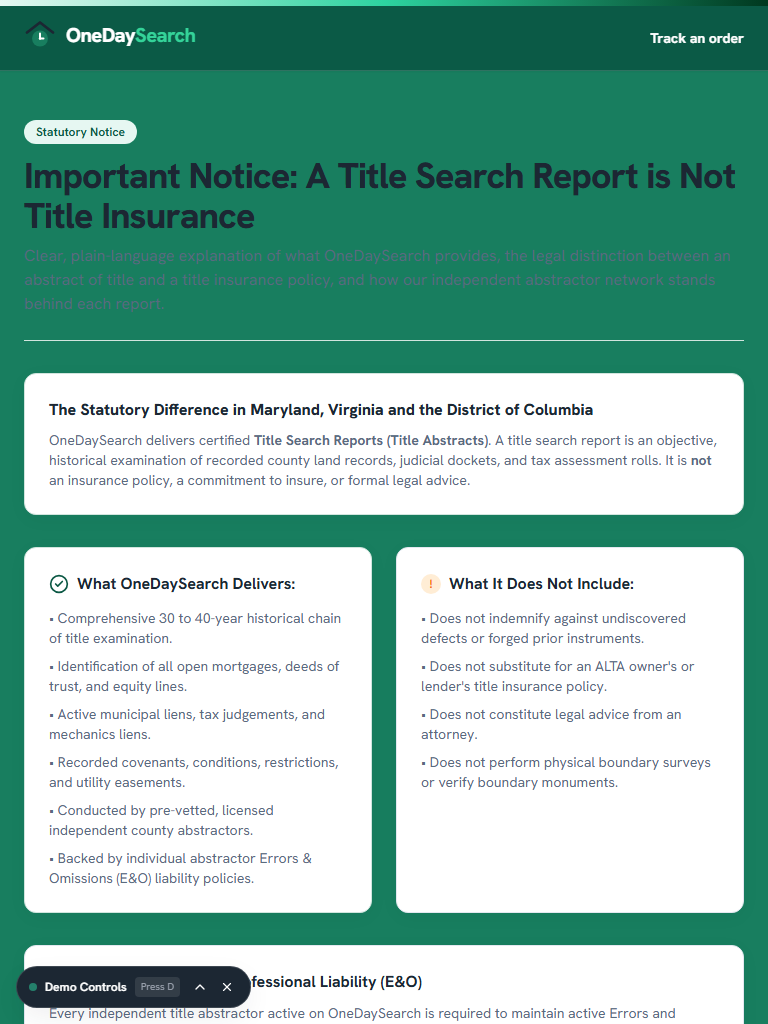 OneDaySearch
Track an order
Statutory Notice
Important Notice: A Title Search Report is Not
Title Insurance
Clear, plain-language explanation of what OneDaySearch provides, the legal distinction between an
abstract of title and a title insurance policy, and how our independent abstractor network stands
behind each report.
The Statutory Difference in Maryland, Virginia and the District of Columbia
OneDaySearch delivers certified Title Search Reports (Title Abstracts). A title search report is an objective,
historical examination of recorded county land records, judicial dockets, and tax assessment rolls. It is not
an insurance policy, a commitment to insure, or formal legal advice.
What OneDaySearch Delivers:
▪ Comprehensive 30 to 40-year historical chain
of title examination.
▪ Identification of all open mortgages, deeds of
trust, and equity lines.
▪ Active municipal liens, tax judgements, and
mechanics liens.
▪ Recorded covenants, conditions, restrictions,
and utility easements.
▪ Conducted by pre-vetted, licensed
independent county abstractors.
▪ Backed by individual abstractor Errors &
Omissions (E&O) liability policies.
What It Does Not Include:
▪ Does not indemnify against undiscovered
defects or forged prior instruments.
▪ Does not substitute for an ALTA owner's or
lender's title insurance policy.
▪ Does not constitute legal advice from an
attorney.
▪ Does not perform physical boundary surveys
or verify boundary monuments.
fessional Liability (E&O)
Demo Controls Press D
Every independent title abstractor active on OneDaySearch is required to maintain active Errors and